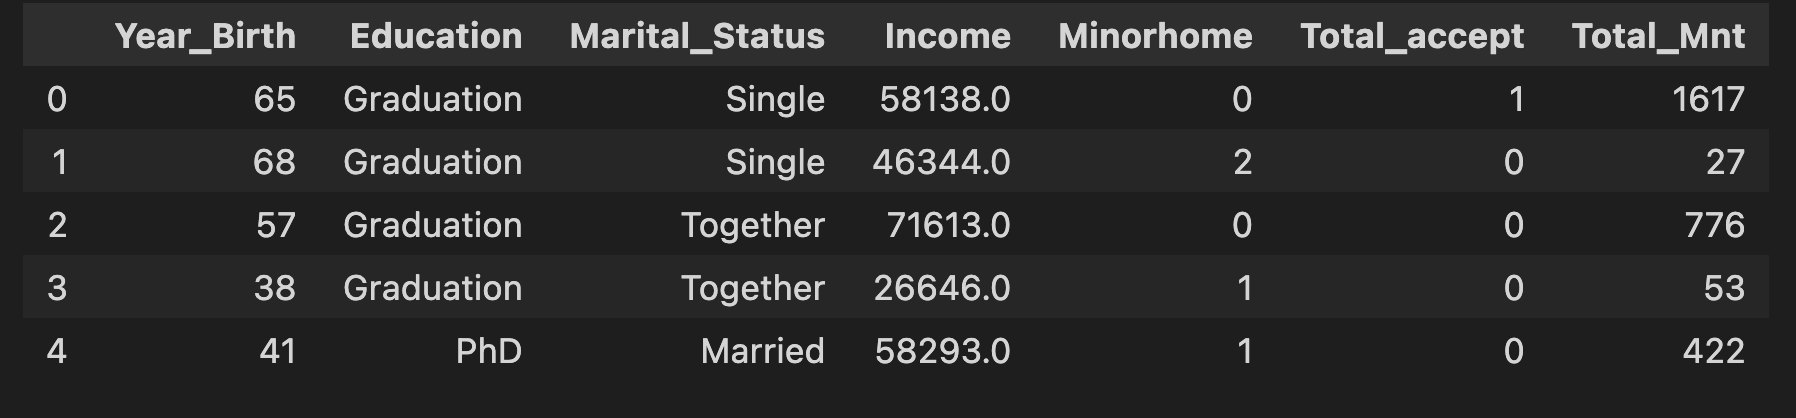 Year_Birth Education Marital_Status Income Minorhome Total_accept Total_Mnt
0 65 Graduation Single 58138.0 0 1 1617
1 68 Graduation Single 46344.0 2 0 27
2 57 Graduation Together 71613.0 0 0 776
3 38 Graduation Together 26646.0 1 0 53
4 41 PhD Married 58293.0 1 0 422